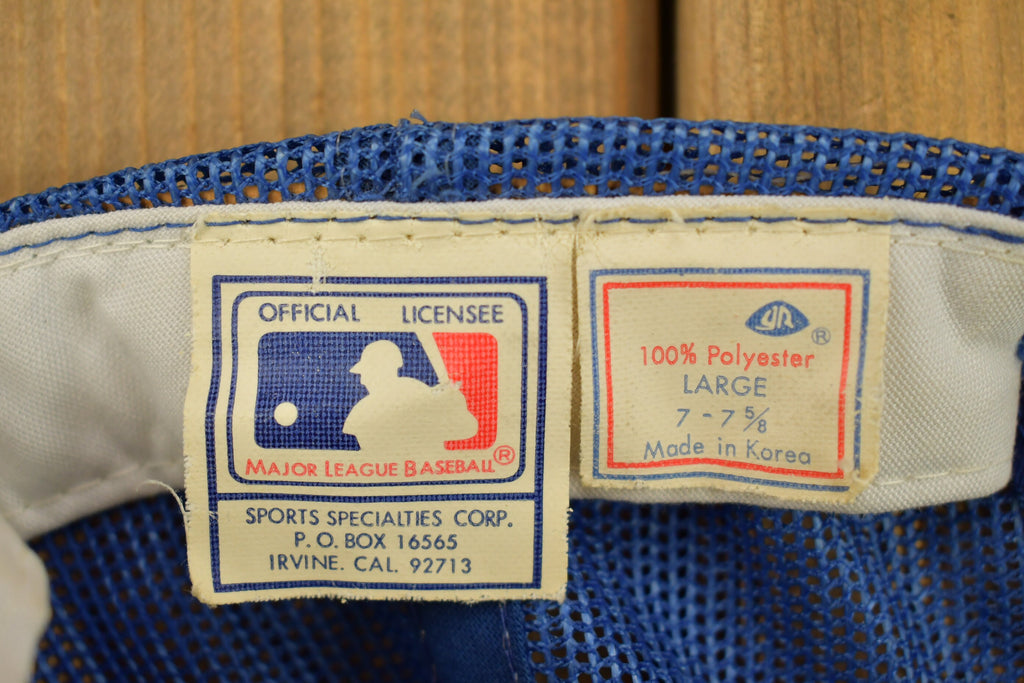 OFFICIAL LICENSEE
MAJOR LEAGUE BASEBALL®
SPORTS SPECIALTIES CORP.
P.O. BOX 16565
IRVINE. CAL. 92713
®
100% Polyester
LARGE
7 - 7 5/8
Made in Korea